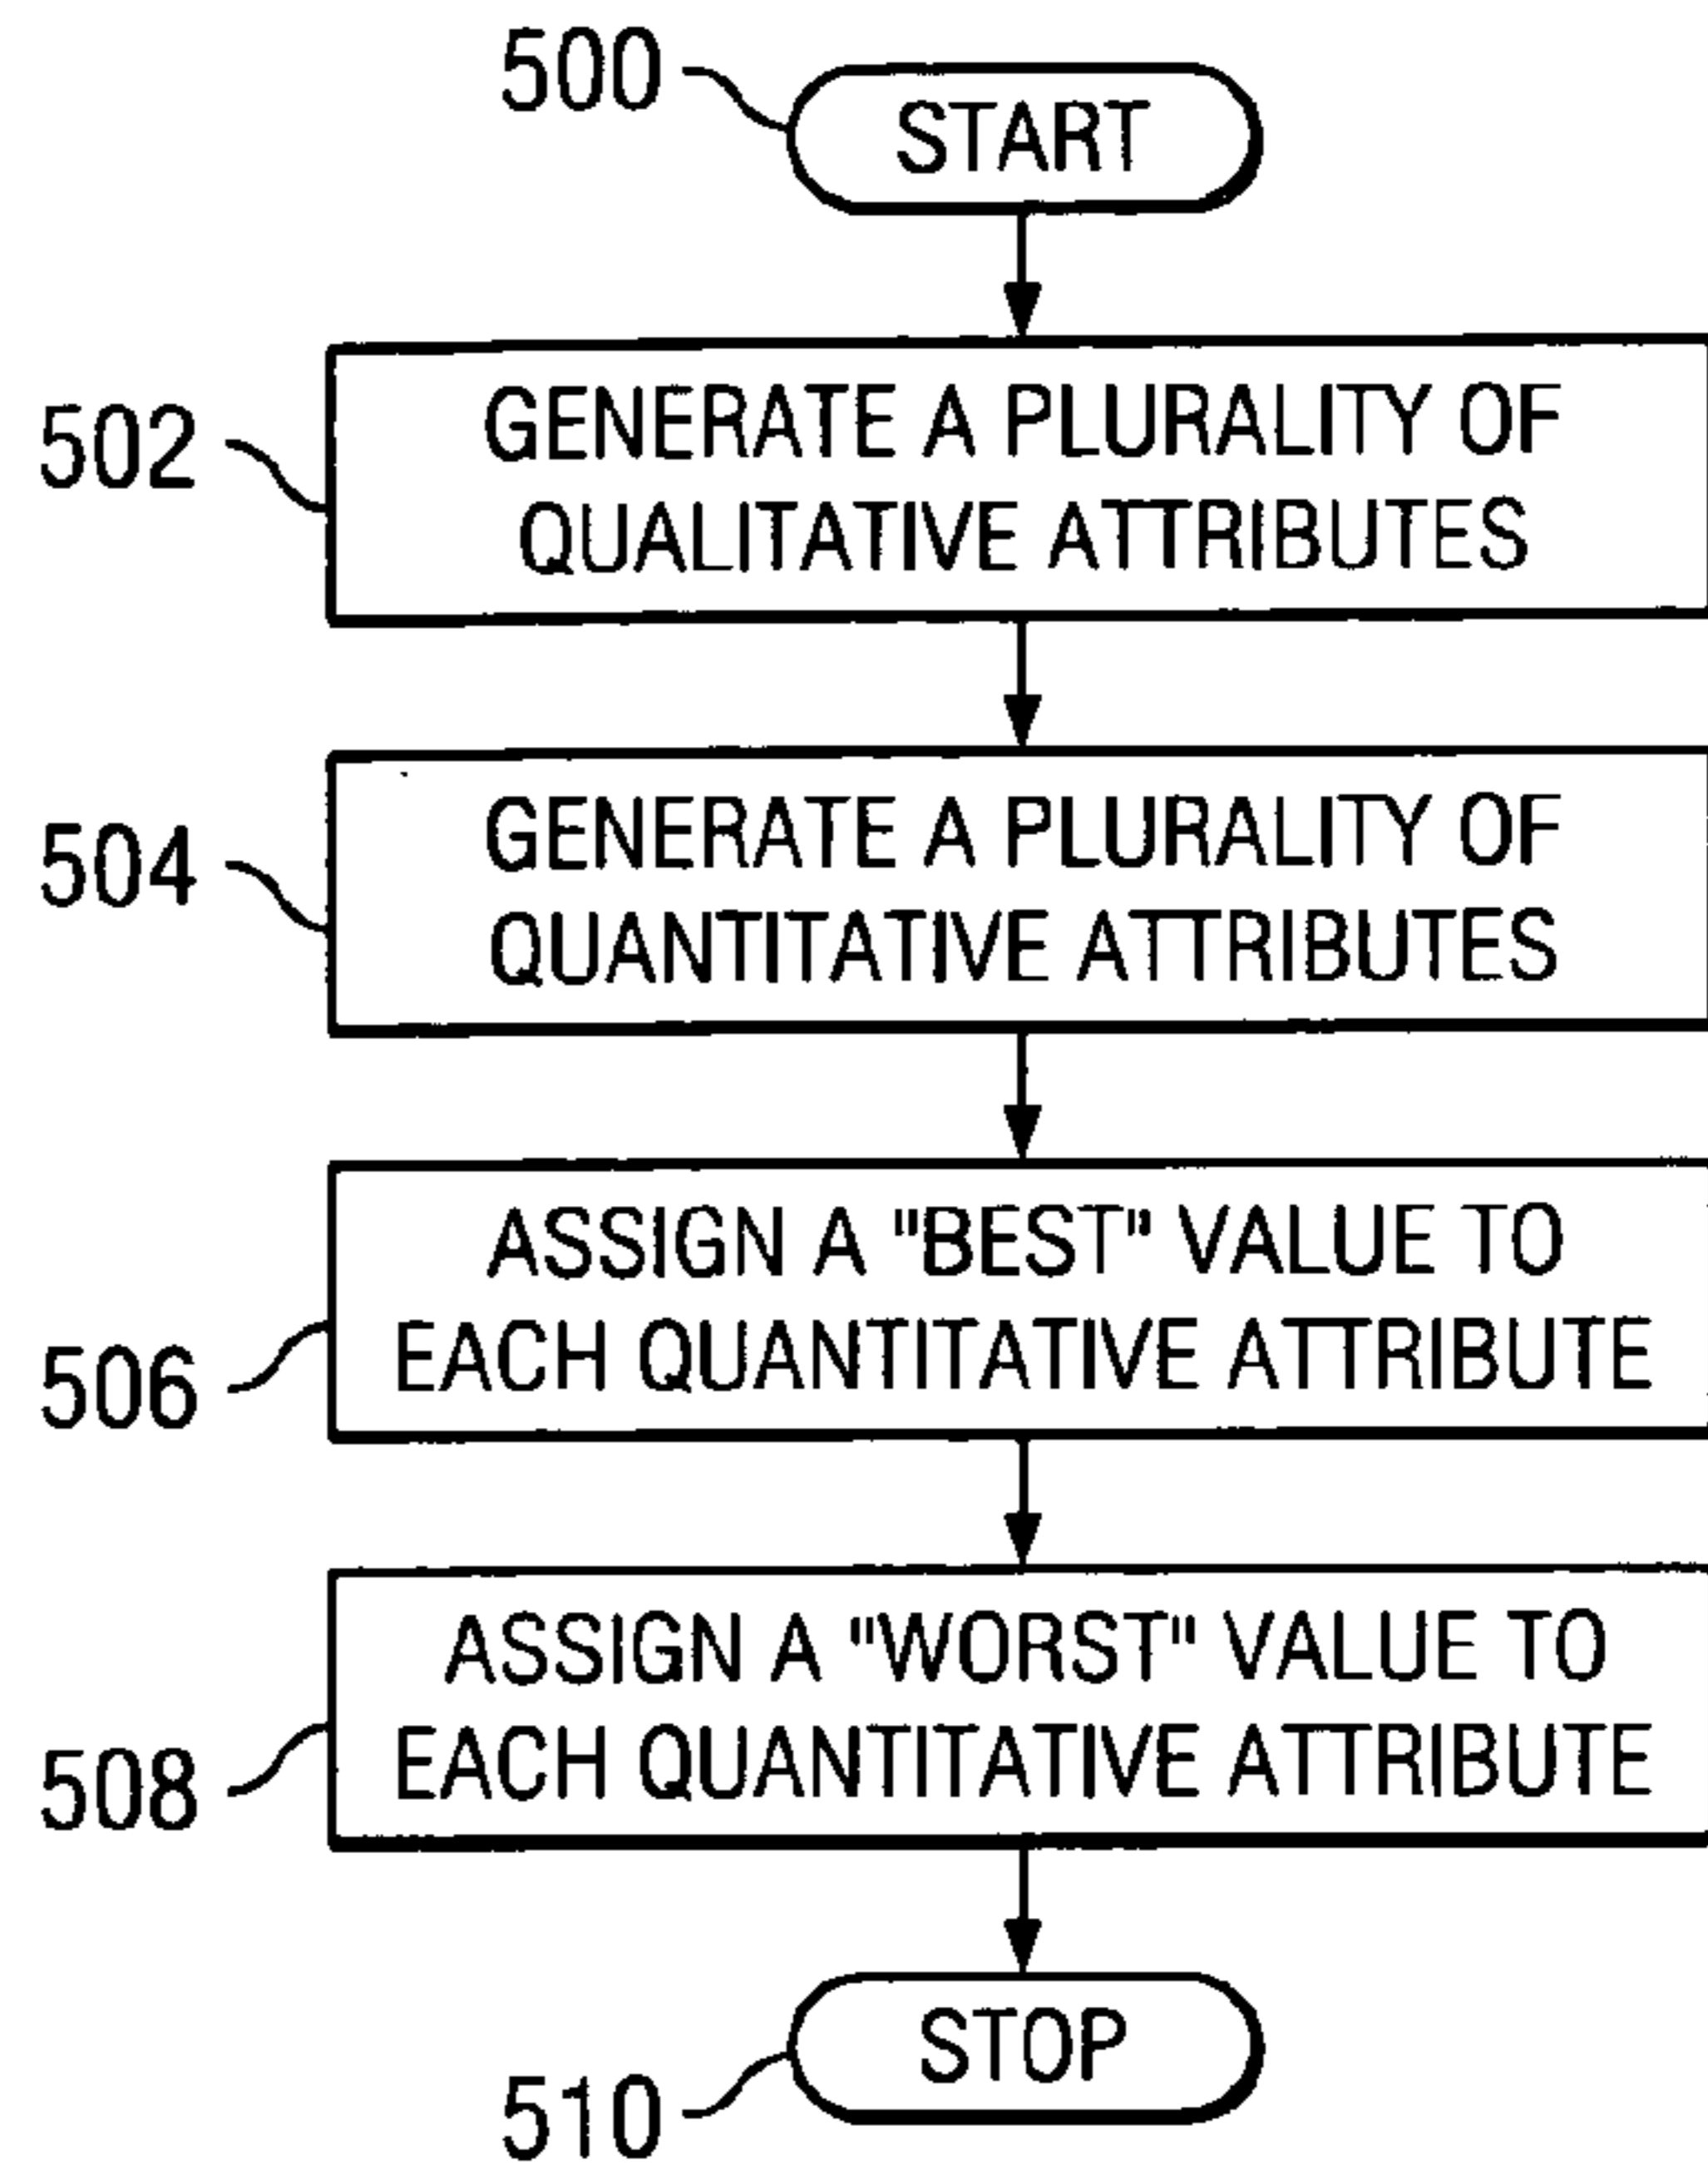 500
START
502
GENERATE A PLURALITY OF
QUALITATIVE ATTRIBUTES
504
GENERATE A PLURALITY OF
QUANTITATIVE ATTRIBUTES
506
ASSIGN A "BEST" VALUE TO
EACH QUANTITATIVE ATTRIBUTE
508
ASSIGN A "WORST" VALUE TO
EACH QUANTITATIVE ATTRIBUTE
510
STOP